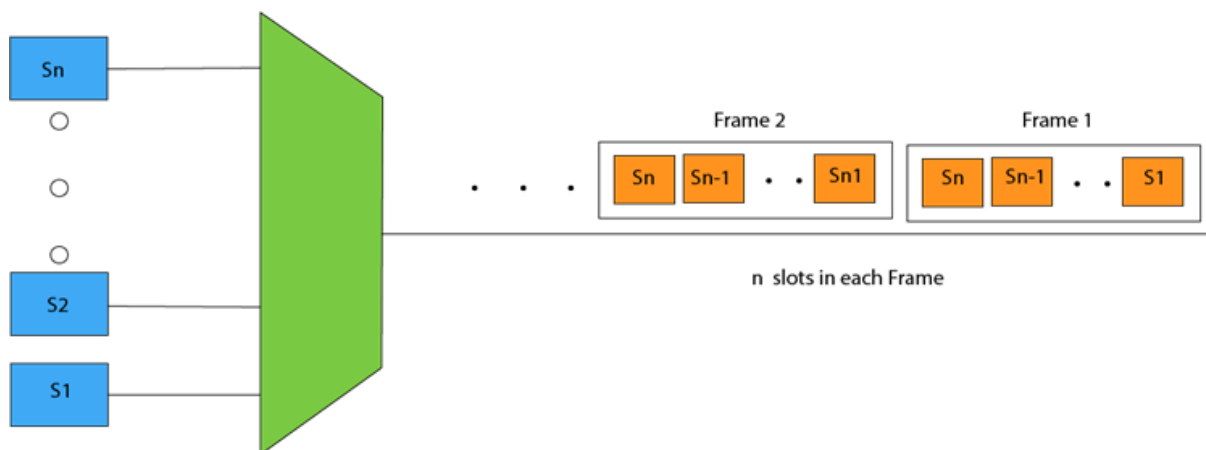 Sn
S2
S1
Frame 2
Sn
Sn-1
Sn1
Frame 1
Sn
Sn-1
S1
n slots in each Frame